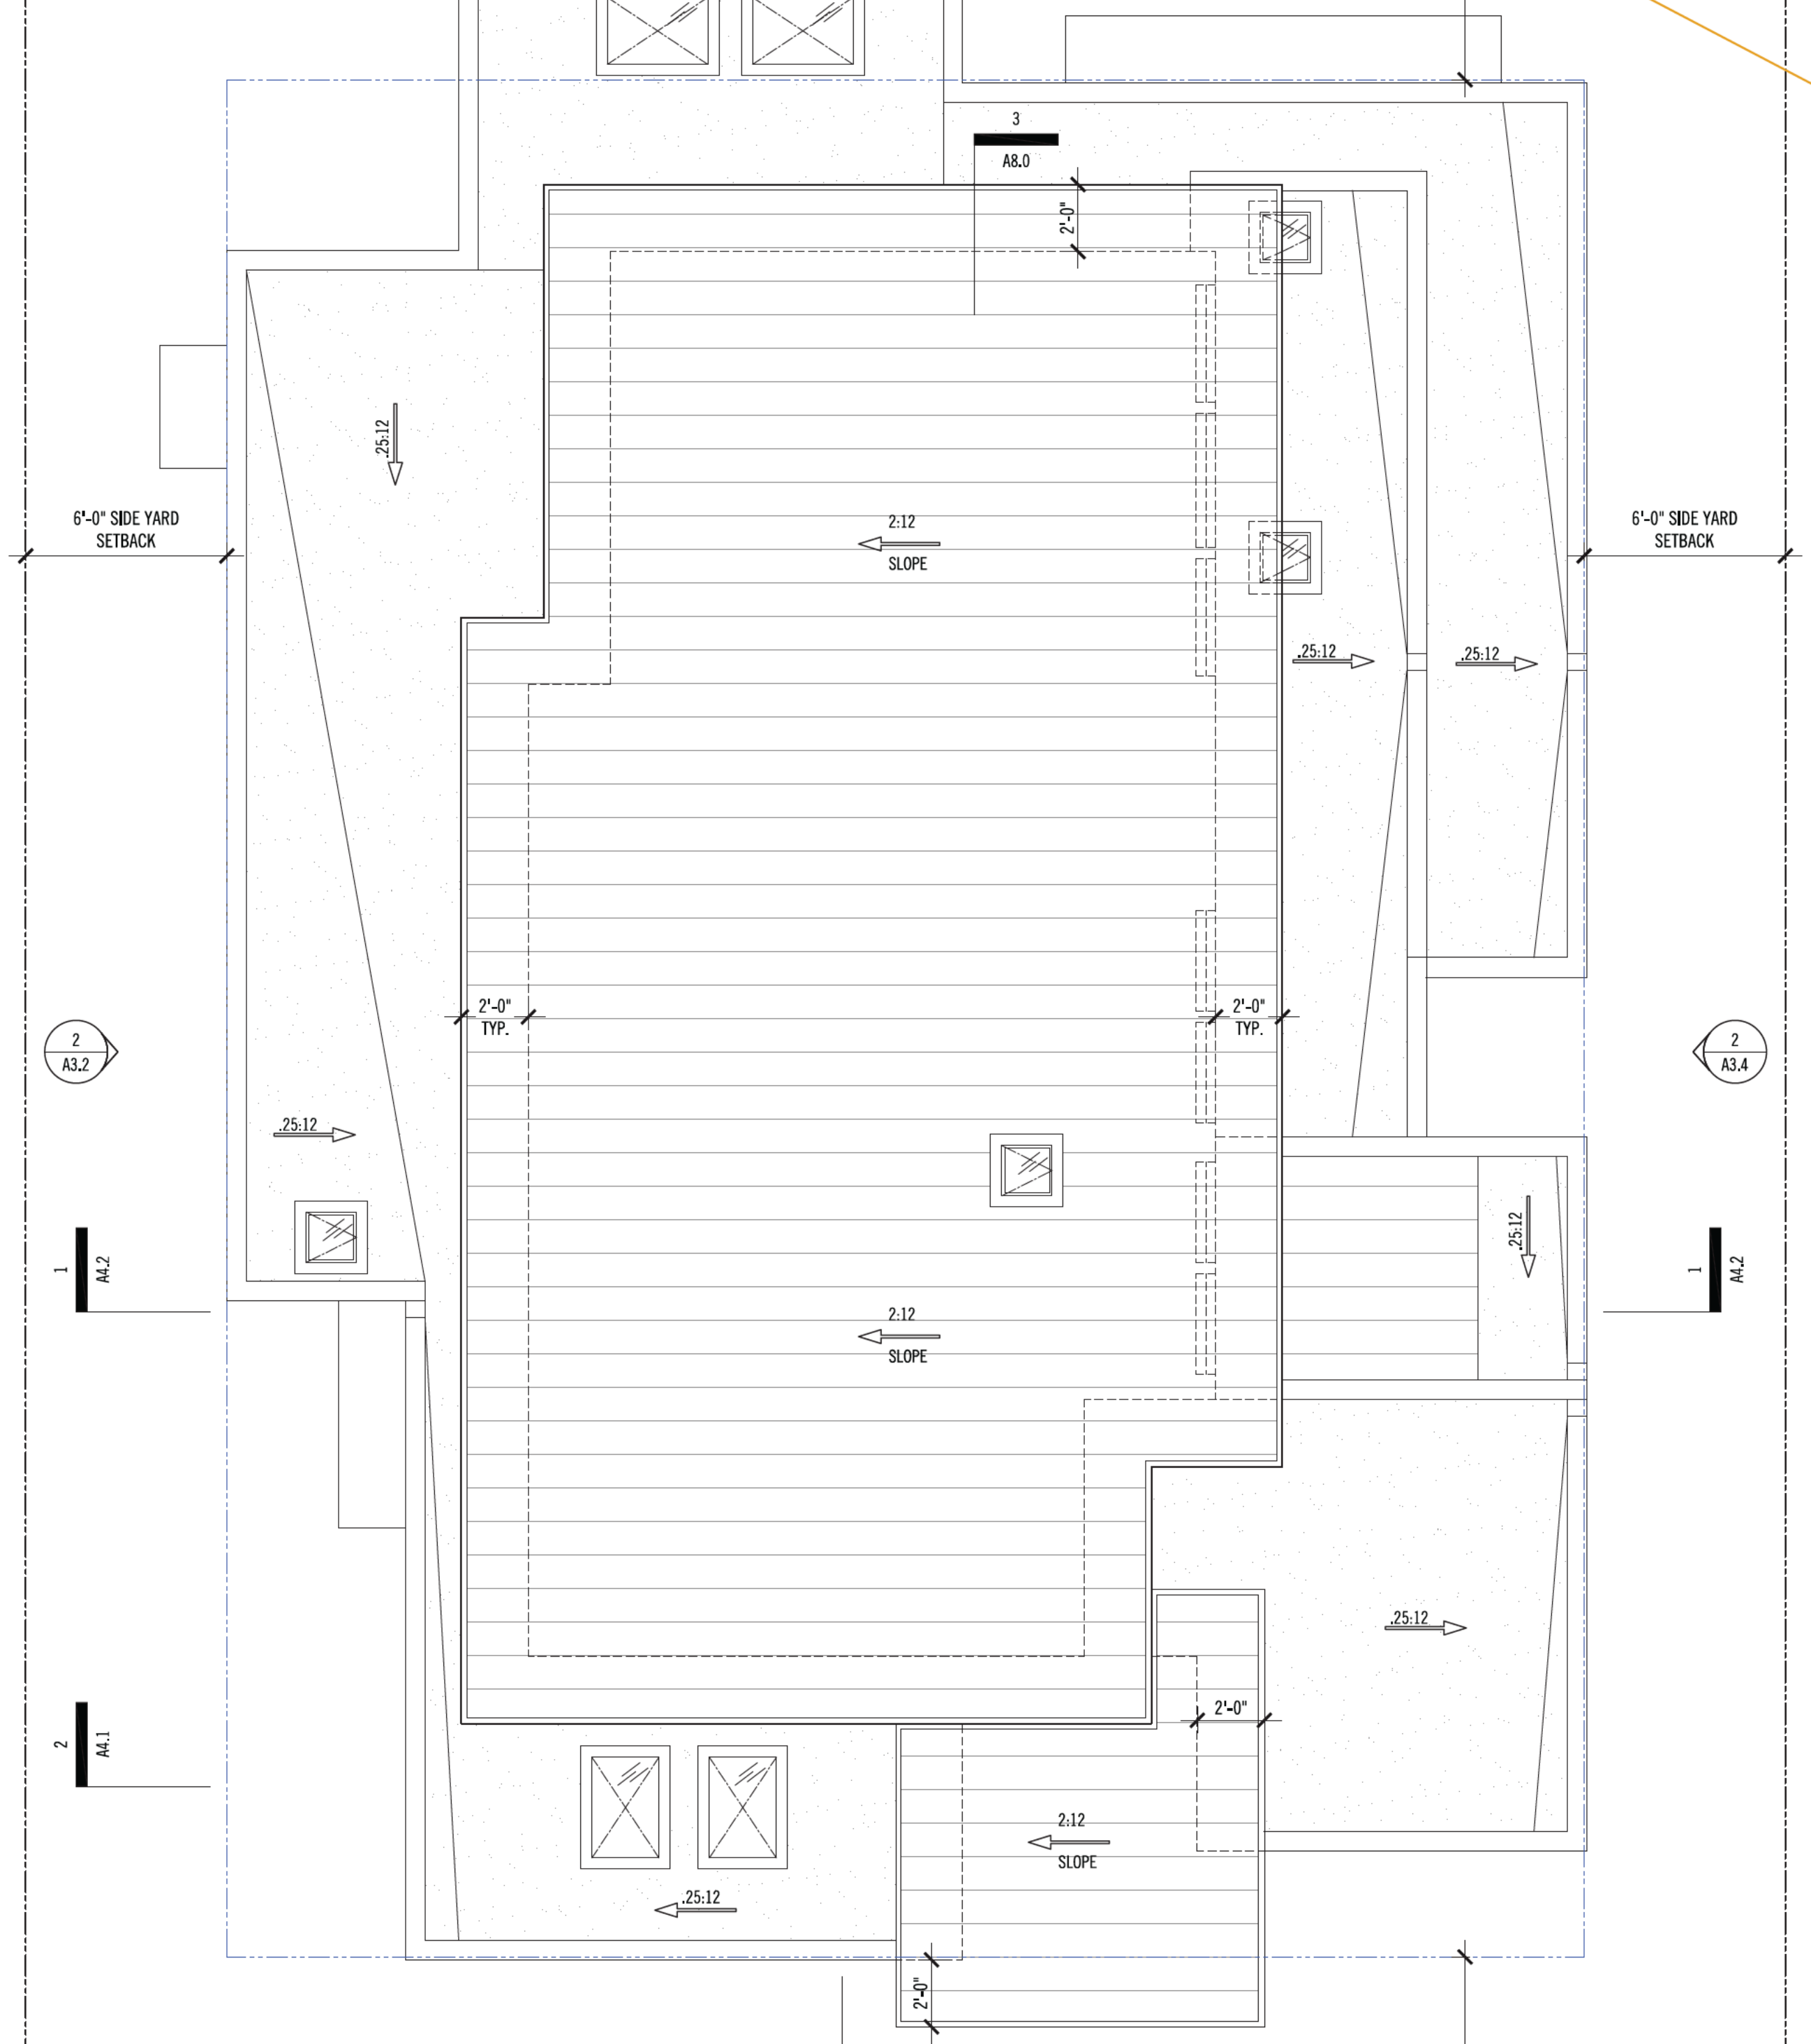 3
A8.0
2'-0"
.25:12
6'-0" SIDE YARD
SETBACK
2:12
SLOPE
6'-0" SIDE YARD
SETBACK
.25:12
.25:12
2'-0"
TYP.
2'-0"
TYP.
2
A3.2
2
A3.4
.25:12
.25:12
1
A4.2
1
A4.2
2:12
SLOPE
.25:12
2
A4.1
2'-0"
2:12
SLOPE
.25:12
2'-0"